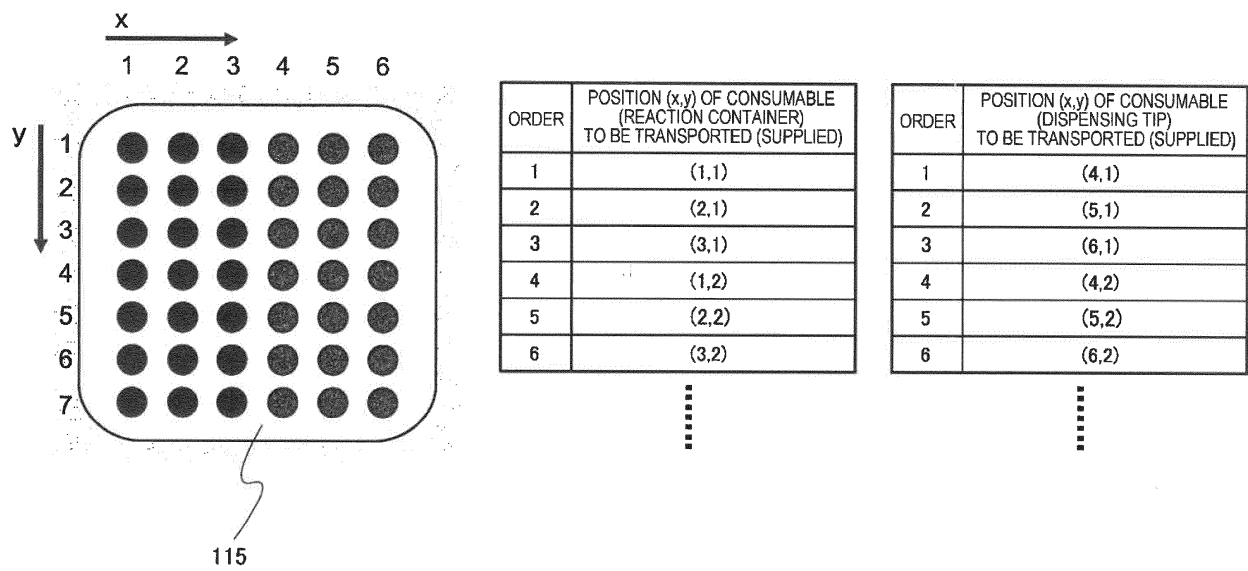 x
1 2 3 4 5 6
y
1
2
3
4
5
6
7
115
ORDER
POSITION (x,y) OF CONSUMABLE
(REACTION CONTAINER)
TO BE TRANSPORTED (SUPPLIED)
1 (1,1)
2 (2,1)
3 (3,1)
4 (1,2)
5 (2,2)
6 (3,2)
ORDER
POSITION (x,y) OF CONSUMABLE
(DISPENSING TIP)
TO BE TRANSPORTED (SUPPLIED)
1 (4,1)
2 (5,1)
3 (6,1)
4 (4,2)
5 (5,2)
6 (6,2)